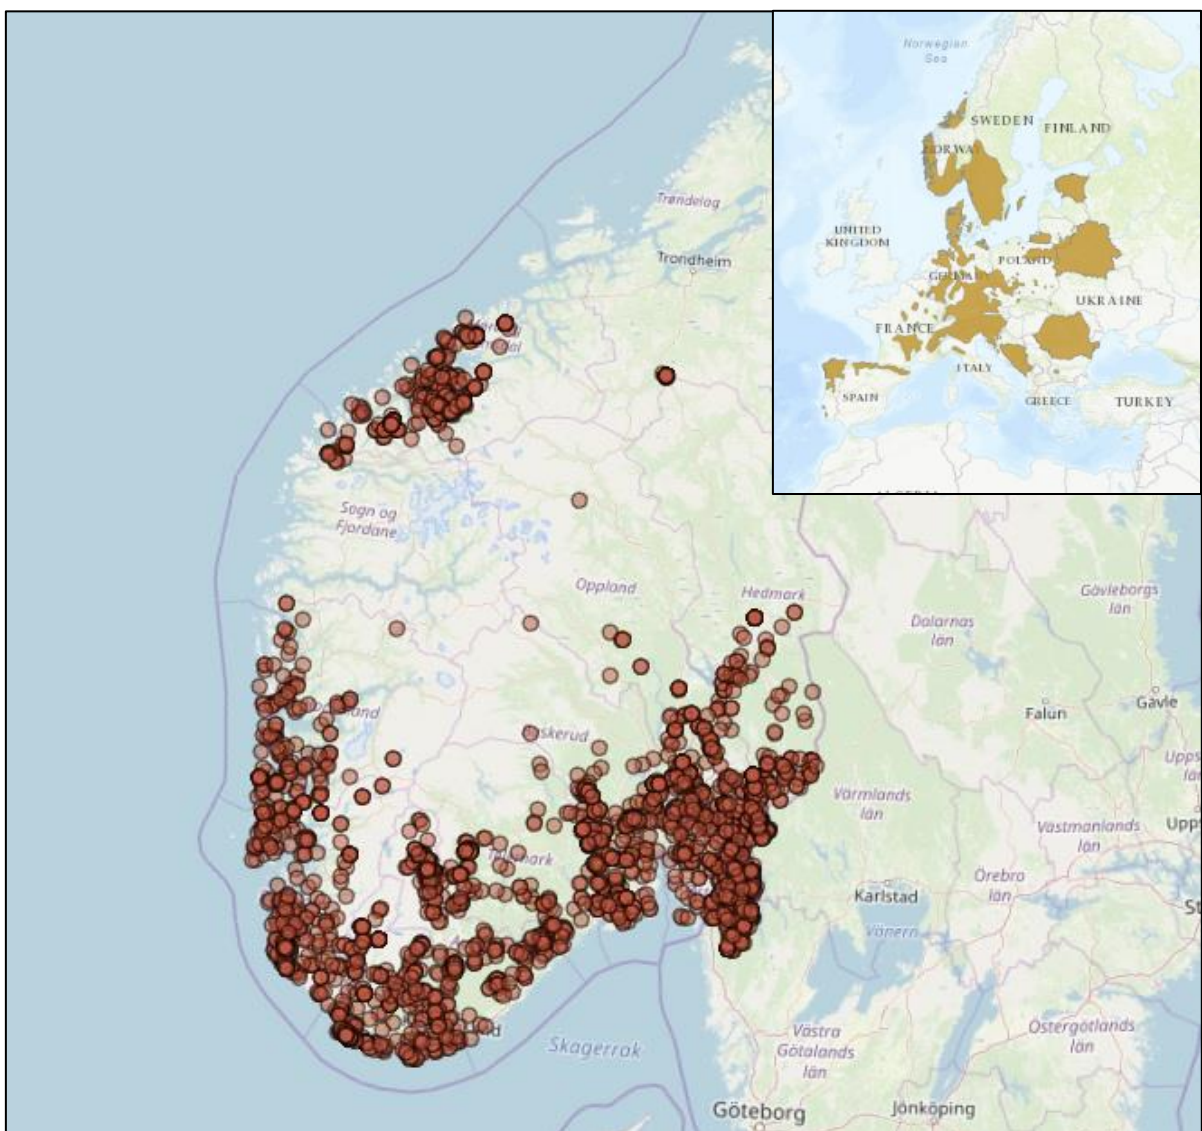 Trøndelag
Trondheim
Sogn og
Fjordane
Oppland
Hedmark
Gävleborgs
län
Dalarnas
län
Falun
Gävle
Värmlands
län
Västmanlands
län
Örebro
län
Karlstad
Vänern
Skagerrak
Västra
Götalands
län
Östergötlands
län
Göteborg
Jönköping
Norwegian
Sea
SWEDEN
FINLAND
NORWAY
UNITED
KINGDOM
POLAND
UKRAINE
FRANCE
ITALY
SPAIN
GREECE
TURKEY